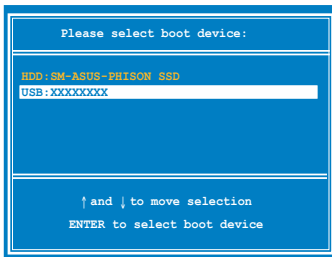 Please select boot device:
HDD:SM-ASUS-PHISON SSD
USB:XXXXXXXX
↑ and ↓ to move selection
ENTER to select boot device